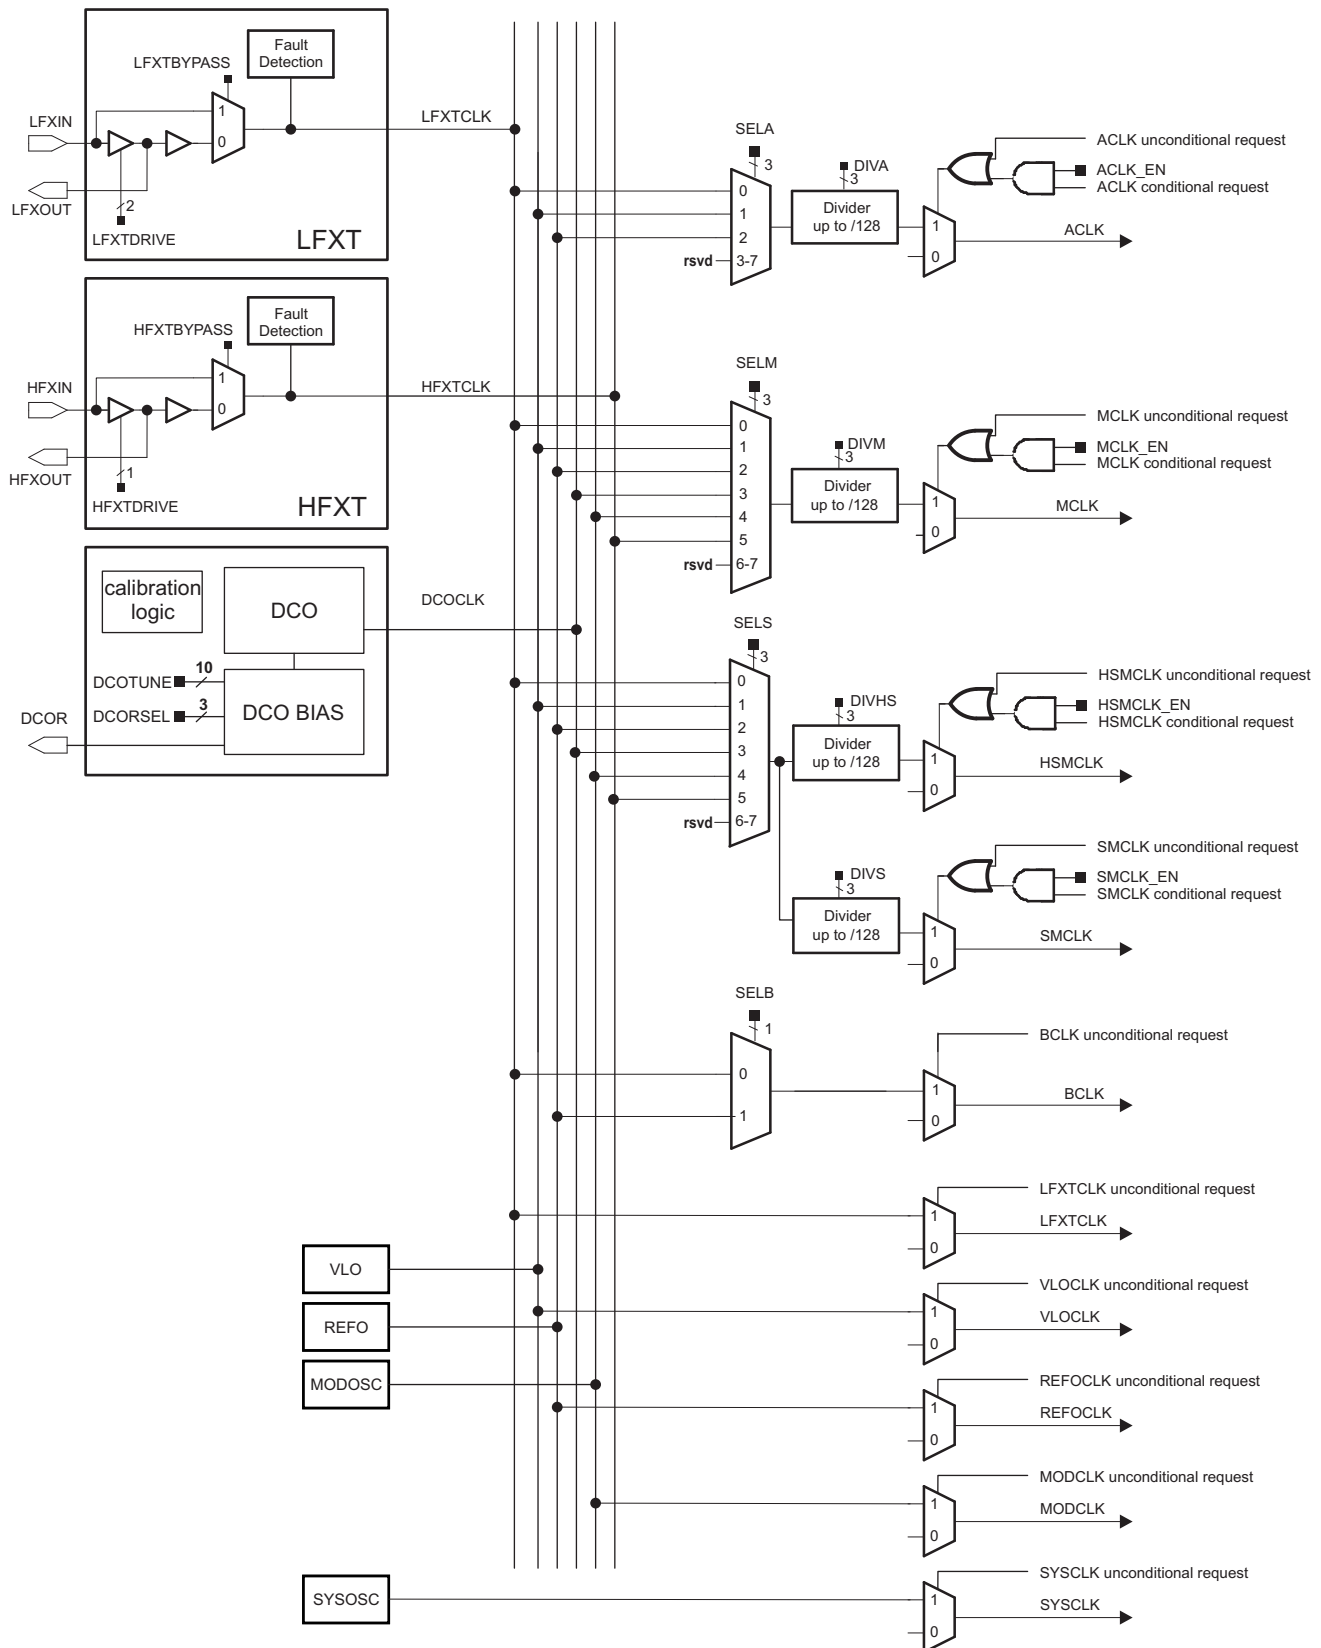 Fault
Detection
LFXTBYPASS
1
0
LFXIN
LFXOUT
2
LFXTDRIVE
LFXT
LFXTCLK
Fault
Detection
HFXTBYPASS
1
0
HFXIN
HFXOUT
1
HFXTDRIVE
HFXT
HFXTCLK
calibration
logic
DCO
DCOTUNE
10
DCORSEL
3
DCO BIAS
DCOR
DCOCLK
SELA
3
0
1
2
rsvd
3-7
DIVA
3
Divider
up to /128
ACLK unconditional request
ACLK_EN
ACLK conditional request
1
0
ACLK
SELM
3
0
1
2
3
4
5
rsvd
6-7
DIVM
3
Divider
up to /128
MCLK unconditional request
MCLK_EN
MCLK conditional request
1
0
MCLK
SELS
3
0
1
2
3
4
5
rsvd
6-7
DIVHS
3
Divider
up to /128
HSMCLK unconditional request
HSMCLK_EN
HSMCLK conditional request
1
0
HSMCLK
DIVS
3
Divider
up to /128
SMCLK unconditional request
SMCLK_EN
SMCLK conditional request
1
0
SMCLK
SELB
1
0
1
BCLK unconditional request
1
0
BCLK
LFXTCLK unconditional request
1
0
LFXTCLK
VLO
VLOCLK unconditional request
1
0
VLOCLK
REFO
MODOSC
REFOCLK unconditional request
1
0
REFOCLK
MODCLK unconditional request
1
0
MODCLK
SYSOSC
SYSCLK unconditional request
1
0
SYSCLK